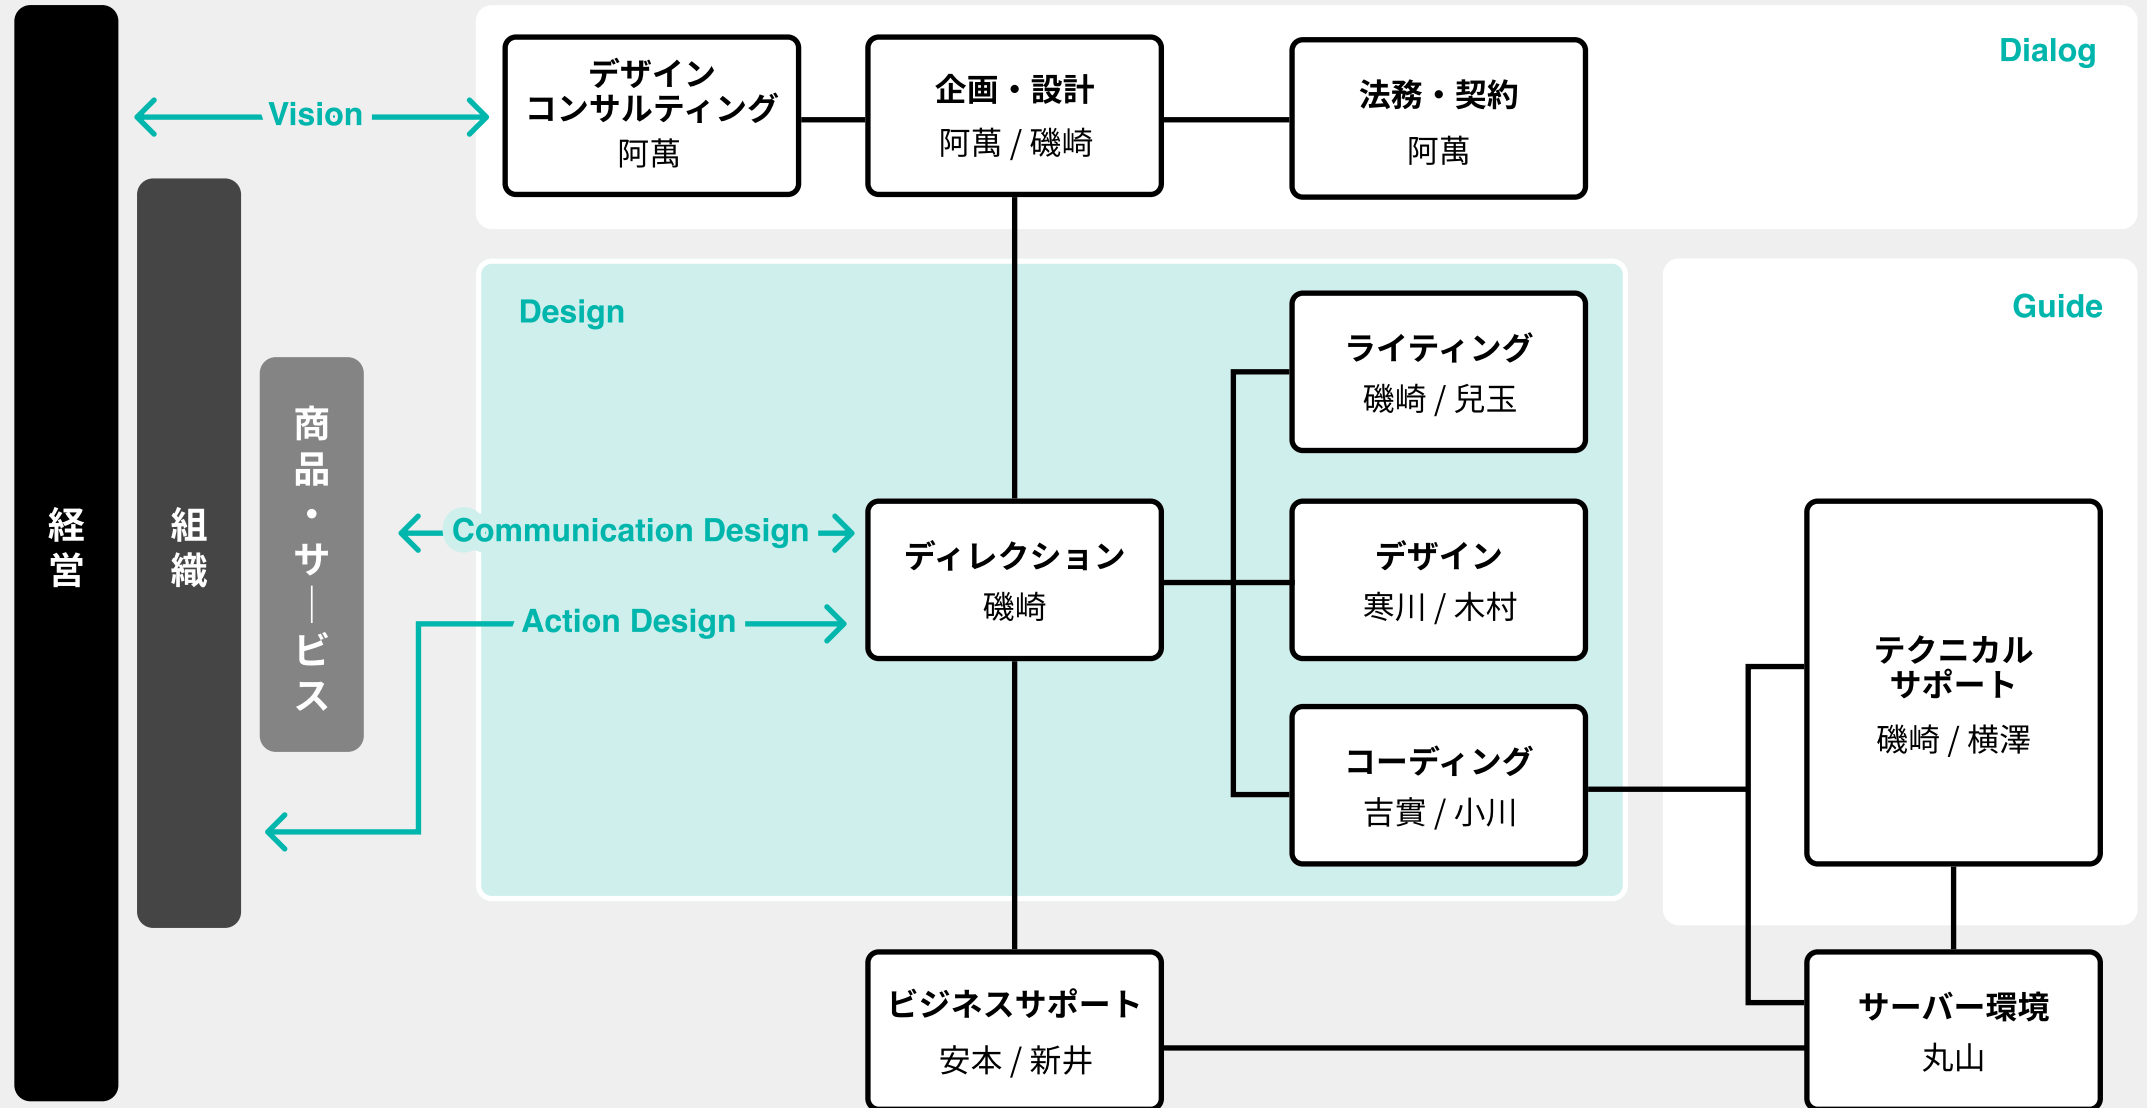 Dialog
デザイン
コンサルティング
阿萬
企画・設計
阿萬 / 磯崎
法務・契約
阿萬
Vision
経営
組織
商品・サービス
Design
Guide
ライティング
磯崎 / 兒玉
Communication Design
Action Design
ディレクション
磯崎
デザイン
寒川 / 木村
コーディング
吉實 / 小川
テクニカル
サポート
磯崎 / 横澤
ビジネスサポート
安本 / 新井
サーバー環境
丸山